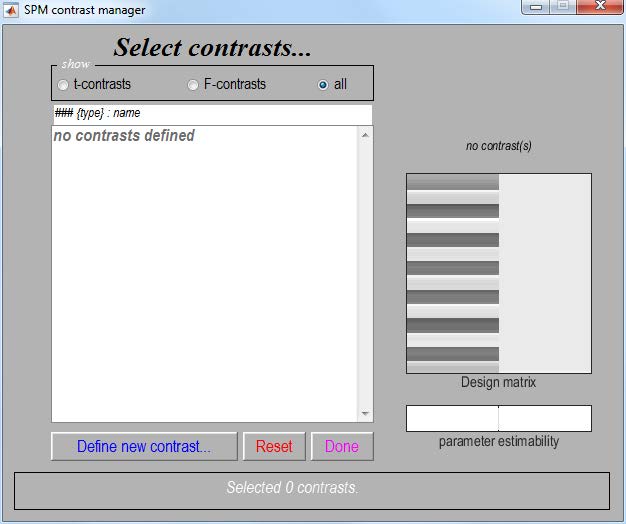 SPM contrast manager
Select contrasts...
show
t-contrasts F-contrasts all
### {type} : name
no contrasts defined
no contrast(s)
Design matrix
parameter estimability
Define new contrast... Reset Done
Selected 0 contrasts.